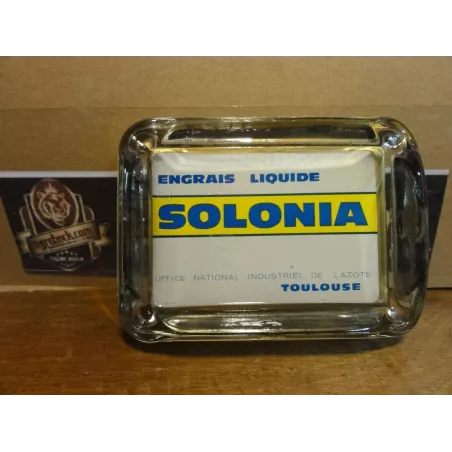 ENGRAIS LIQUIDE
SOLONIA
OFFICE NATIONAL INDUSTRIEL DE L'AZOTE
TOULOUSE